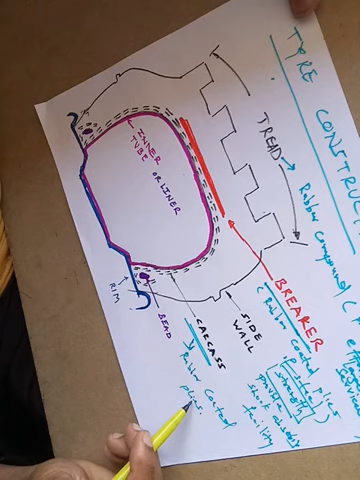 TYRE CONSTRUCT
TREAD → Rubber Compound (
BREAKER
(Rubber coated plies
strength
SIDE
WALL
CARCASS
→ Rubber Coated
plies
BEAD
RIM
INNER OR LINER
TUBE